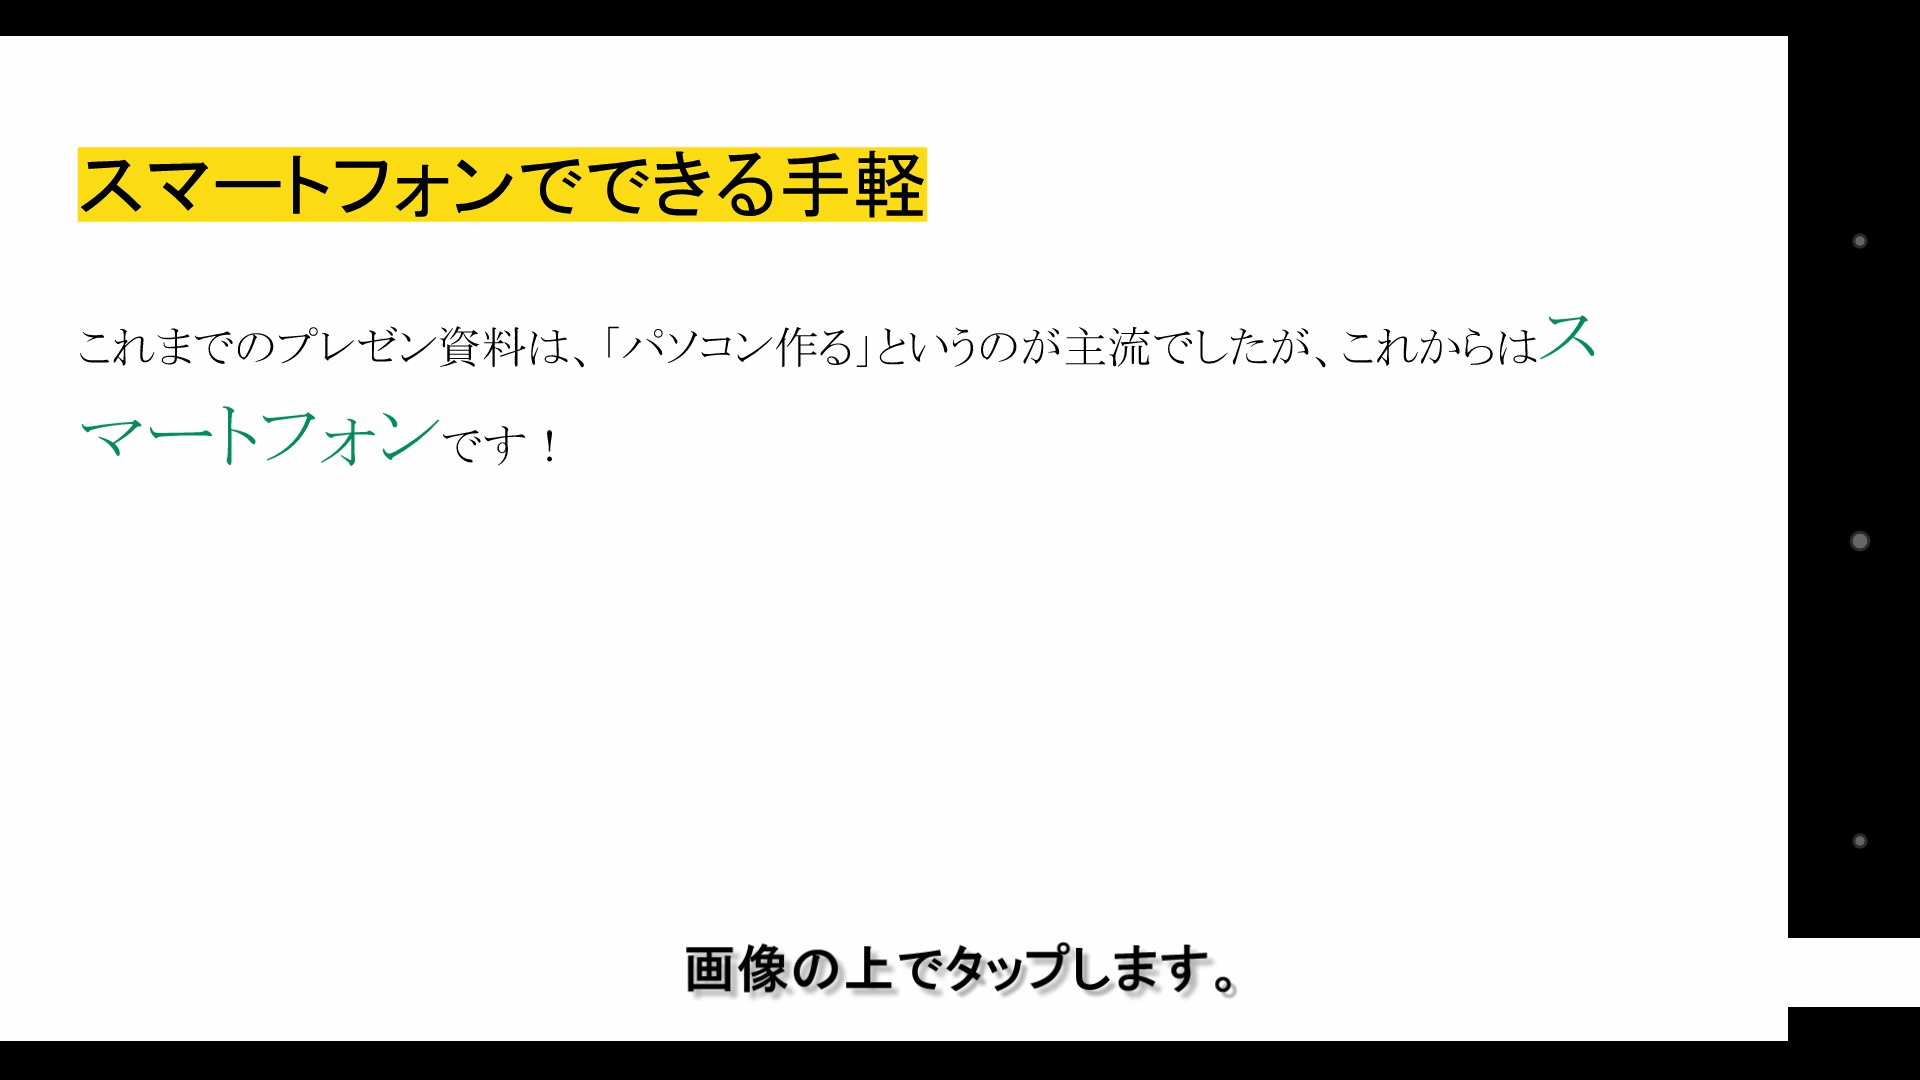 スマートフォンでできる手軽
これまでのプレゼン資料は、「パソコン作る」というのが主流でしたが、これからはス
マートフォンです！
画像の上でタップします。